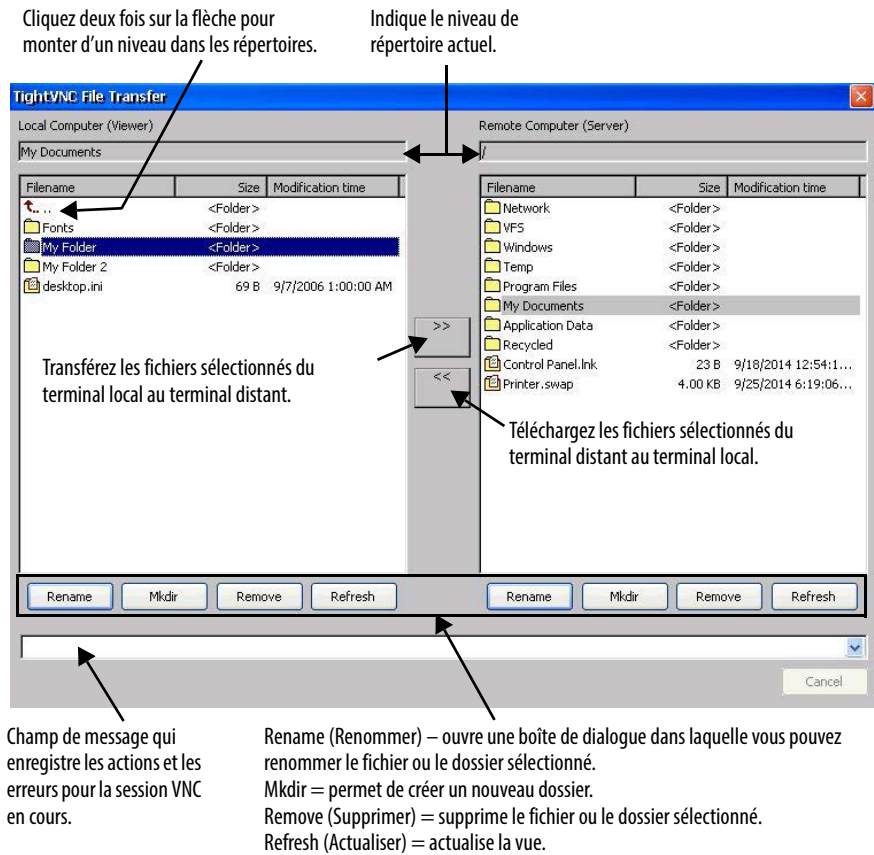 Cliquez deux fois sur la flèche pour
monter d'un niveau dans les répertoires.
Indique le niveau de
répertoire actuel.
TightVNC File Transfer
Local Computer (Viewer)
Remote Computer (Server)
My Documents
/
Filename Size Modification time
.. <Folder>
Fonts <Folder>
My Folder <Folder>
My Folder 2 <Folder>
desktop.ini 69 B 9/7/2006 1:00:00 AM
Filename Size Modification time
Network <Folder>
VFS <Folder>
Windows <Folder>
Temp <Folder>
Program Files <Folder>
My Documents <Folder>
Application Data <Folder>
Recycled <Folder>
Control Panel.lnk 23 B 9/18/2014 12:54:1...
Printer.swap 4.00 KB 9/25/2014 6:19:06...
>>
<<
Transférez les fichiers sélectionnés du
terminal local au terminal distant.
Téléchargez les fichiers sélectionnés du
terminal distant au terminal local.
Rename Mkdir Remove Refresh
Rename Mkdir Remove Refresh
Cancel
Champ de message qui
enregistre les actions et les
erreurs pour la session VNC
en cours.
Rename (Renommer) – ouvre une boîte de dialogue dans laquelle vous pouvez
renommer le fichier ou le dossier sélectionné.
Mkdir = permet de créer un nouveau dossier.
Remove (Supprimer) = supprime le fichier ou le dossier sélectionné.
Refresh (Actualiser) = actualise la vue.